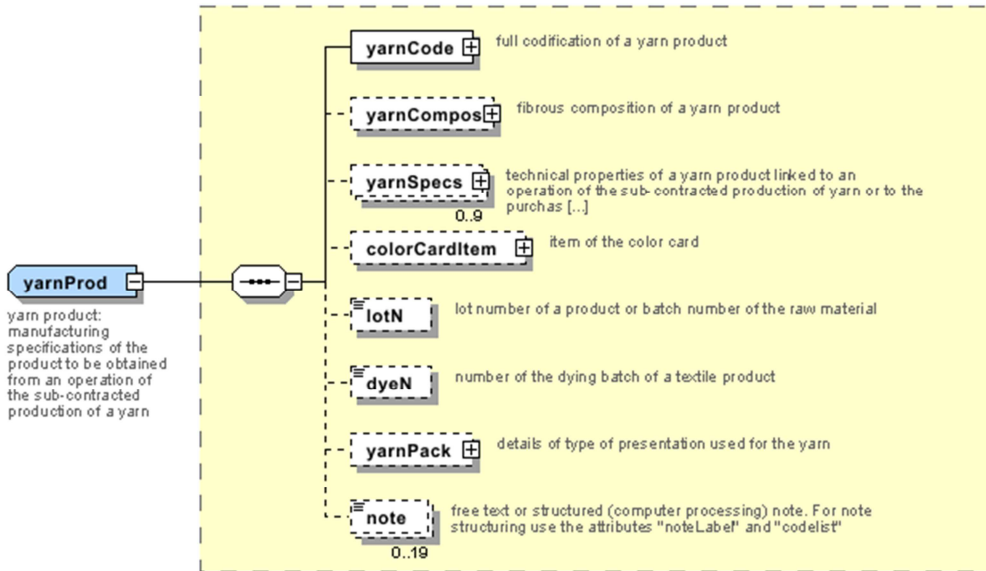 yarnCode
full codification of a yarn product
yarnCompos
fibrous composition of a yarn product
yarnSpecs
technical properties of a yarn product linked to an
operation of the sub-contracted production of yarn or to the
purchas [...]
0..9
colorCardItem
item of the color card
yarnProd
yarn product:
manufacturing
specifications of the
product to be obtained
from an operation of
the sub-contracted
production of a yarn
lotN
lot number of a product or batch number of the raw material
dyeN
number of the dying batch of a textile product
yarnPack
details of type of presentation used for the yarn
note
free text or structured (computer processing) note. For note
structuring use the attributes "noteLabel" and "codelist"
0..19